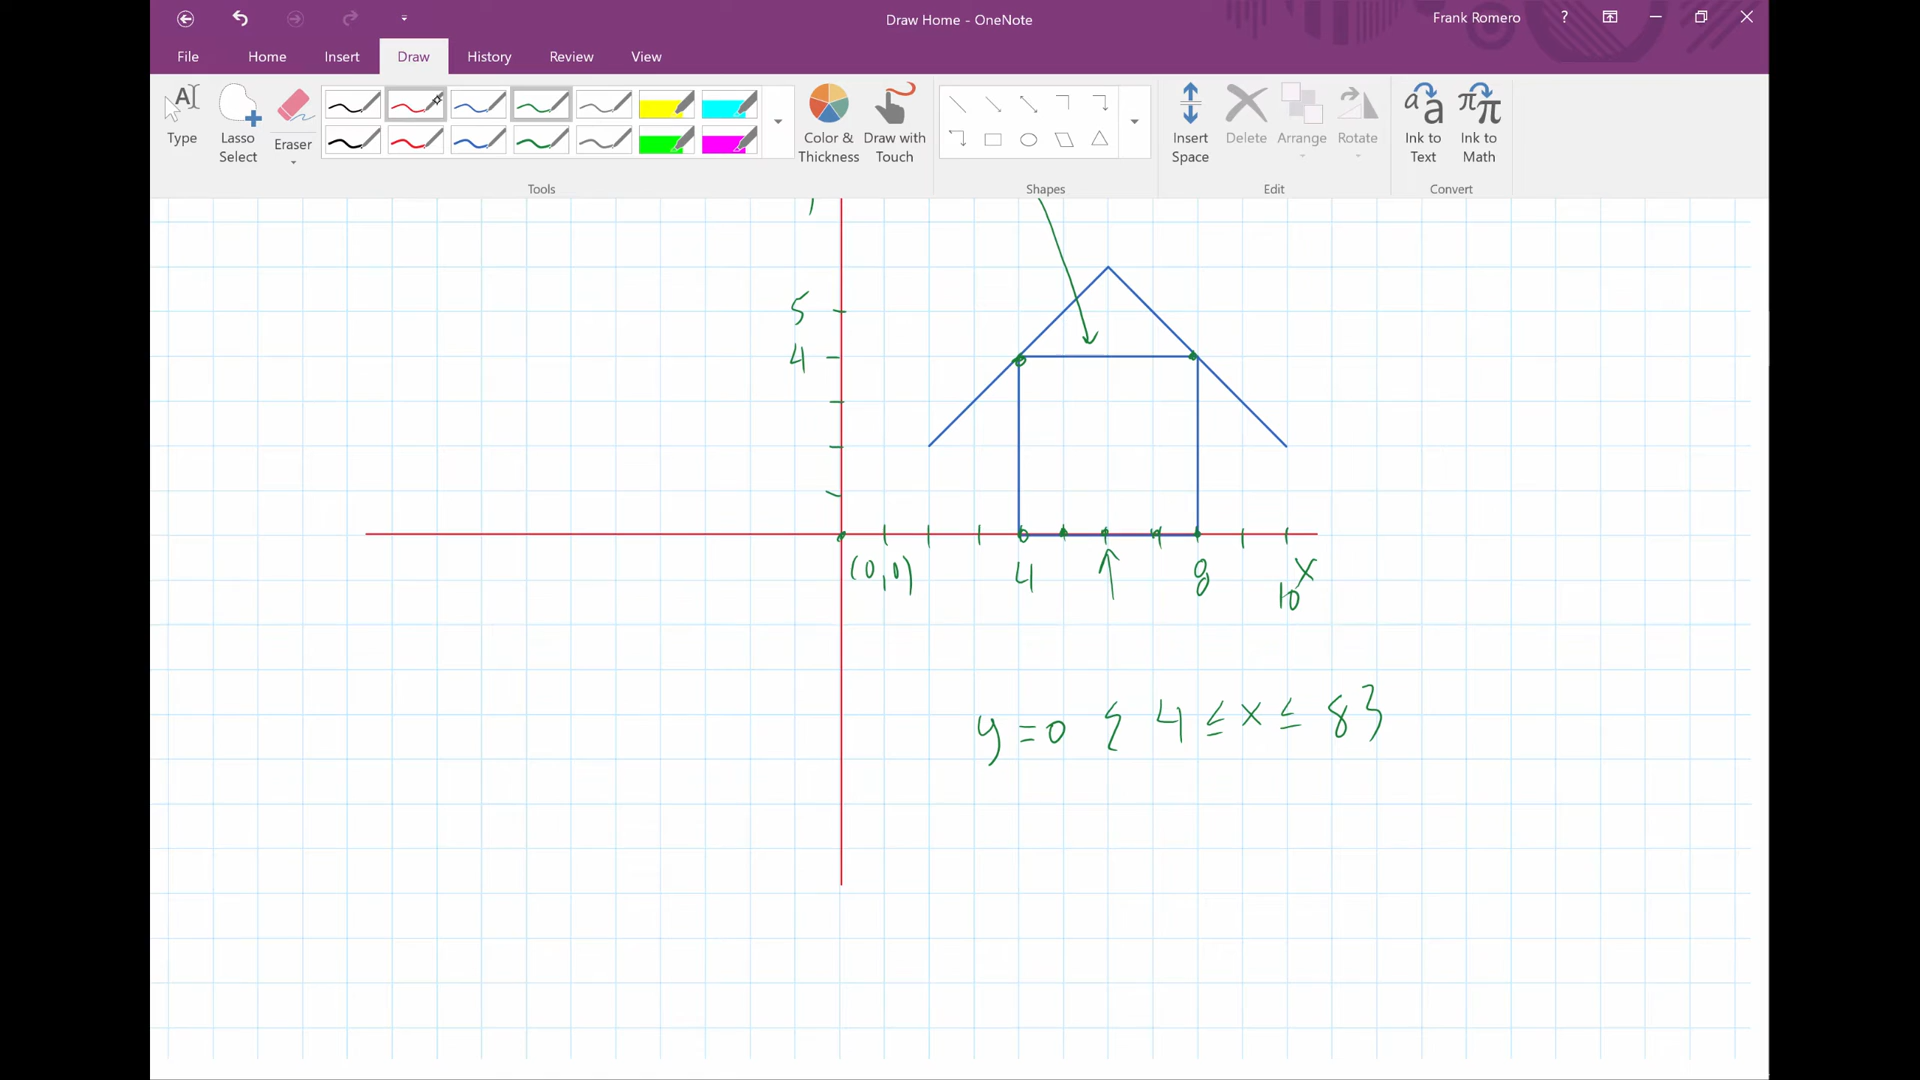 Draw Home - OneNote
Frank Romero
?
File Home Insert Draw History Review View
Type
Lasso Select
Eraser
Color & Thickness
Draw with Touch
Insert Space
Delete
Arrange
Rotate
Ink to Text
Ink to Math
Tools
Shapes
Edit
Convert
5
4
(0,0)
4
8
x
10
y = 0 { 4 ≤ x ≤ 8 }